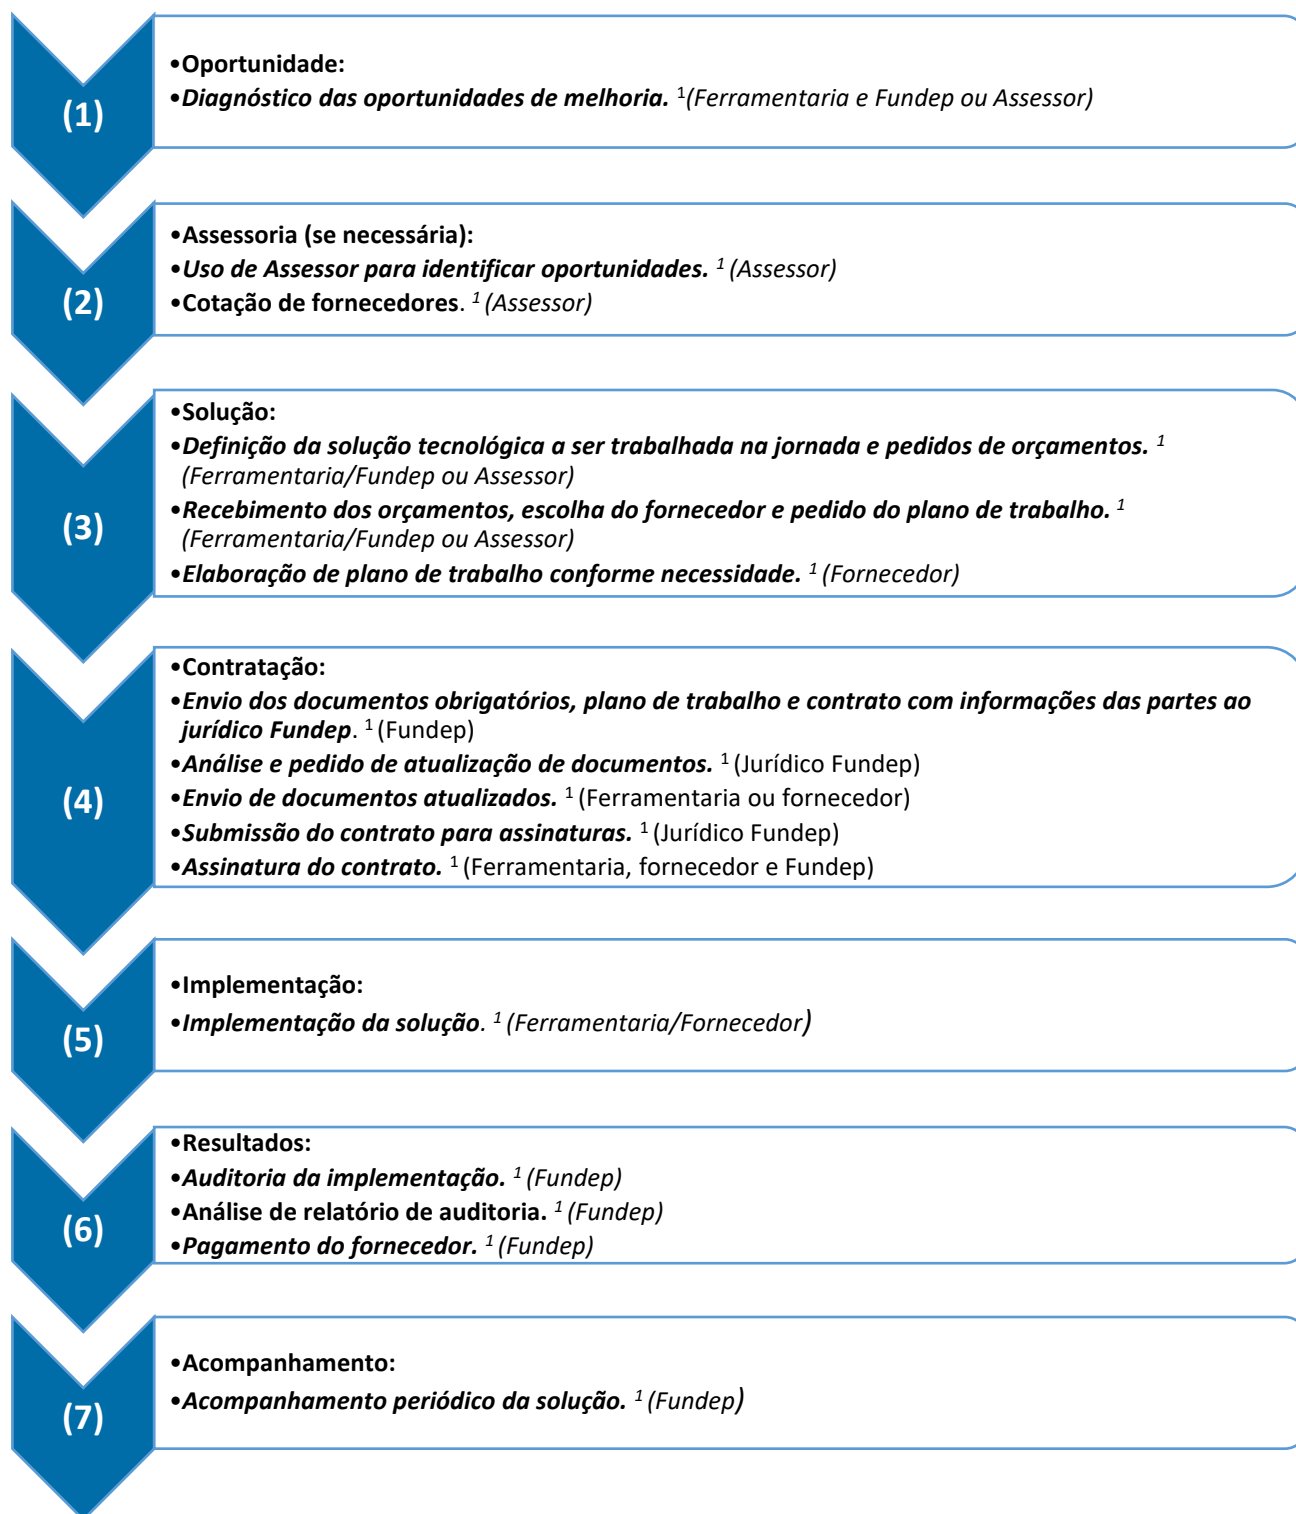 (1)
•Oportunidade:
•Diagnóstico das oportunidades de melhoria. ¹(Ferramentaria e Fundep ou Assessor)
(2)
•Assessoria (se necessária):
•Uso de Assessor para identificar oportunidades. ¹ (Assessor)
•Cotação de fornecedores. ¹ (Assessor)
(3)
•Solução:
•Definição da solução tecnológica a ser trabalhada na jornada e pedidos de orçamentos. ¹
(Ferramentaria/Fundep ou Assessor)
•Recebimento dos orçamentos, escolha do fornecedor e pedido do plano de trabalho. ¹
(Ferramentaria/Fundep ou Assessor)
•Elaboração de plano de trabalho conforme necessidade. ¹ (Fornecedor)
(4)
•Contratação:
•Envio dos documentos obrigatórios, plano de trabalho e contrato com informações das partes ao
jurídico Fundep. ¹ (Fundep)
•Análise e pedido de atualização de documentos. ¹ (Jurídico Fundep)
•Envio de documentos atualizados. ¹ (Ferramentaria ou fornecedor)
•Submissão do contrato para assinaturas. ¹ (Jurídico Fundep)
•Assinatura do contrato. ¹ (Ferramentaria, fornecedor e Fundep)
(5)
•Implementação:
•Implementação da solução. ¹ (Ferramentaria/Fornecedor)
(6)
•Resultados:
•Auditoria da implementação. ¹ (Fundep)
•Análise de relatório de auditoria. ¹ (Fundep)
•Pagamento do fornecedor. ¹ (Fundep)
(7)
•Acompanhamento:
•Acompanhamento periódico da solução. ¹ (Fundep)